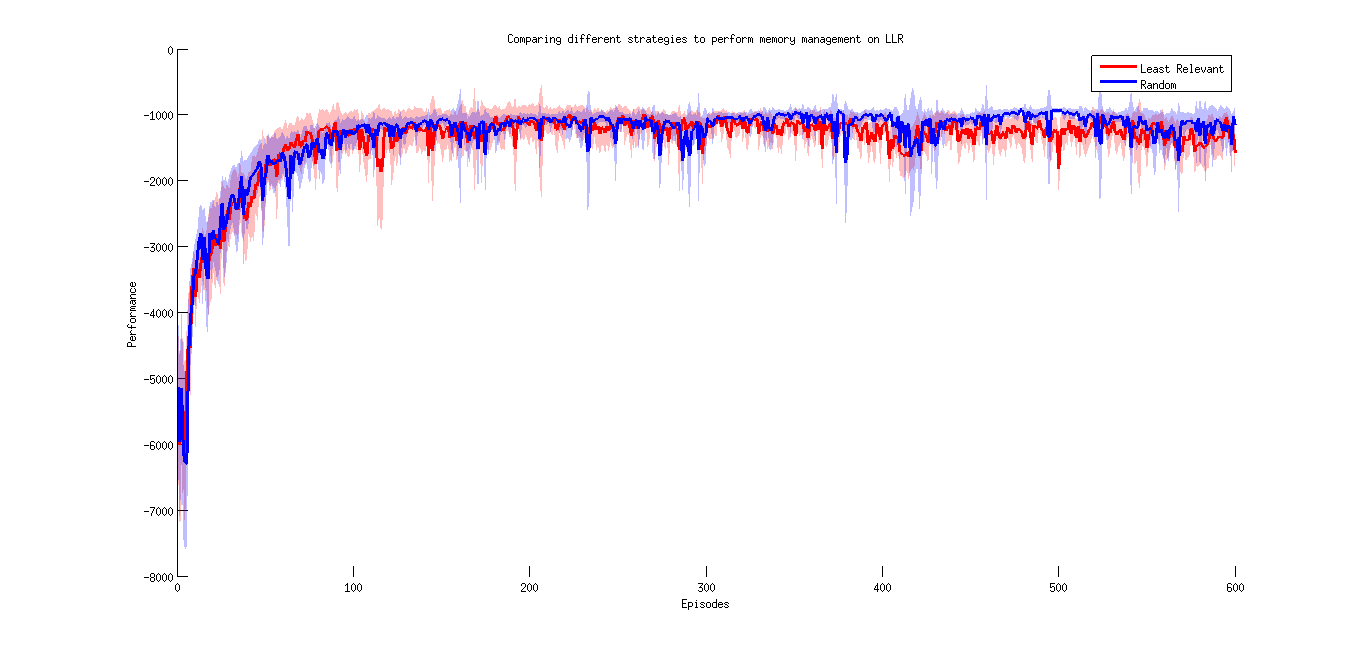 Comparing different strategies to perform memory management on LLR
Least Relevant
Random
0
-1000
-2000
-3000
-4000
-5000
-6000
-7000
-8000
Performance
0 100 200 300 400 500 600
Episodes